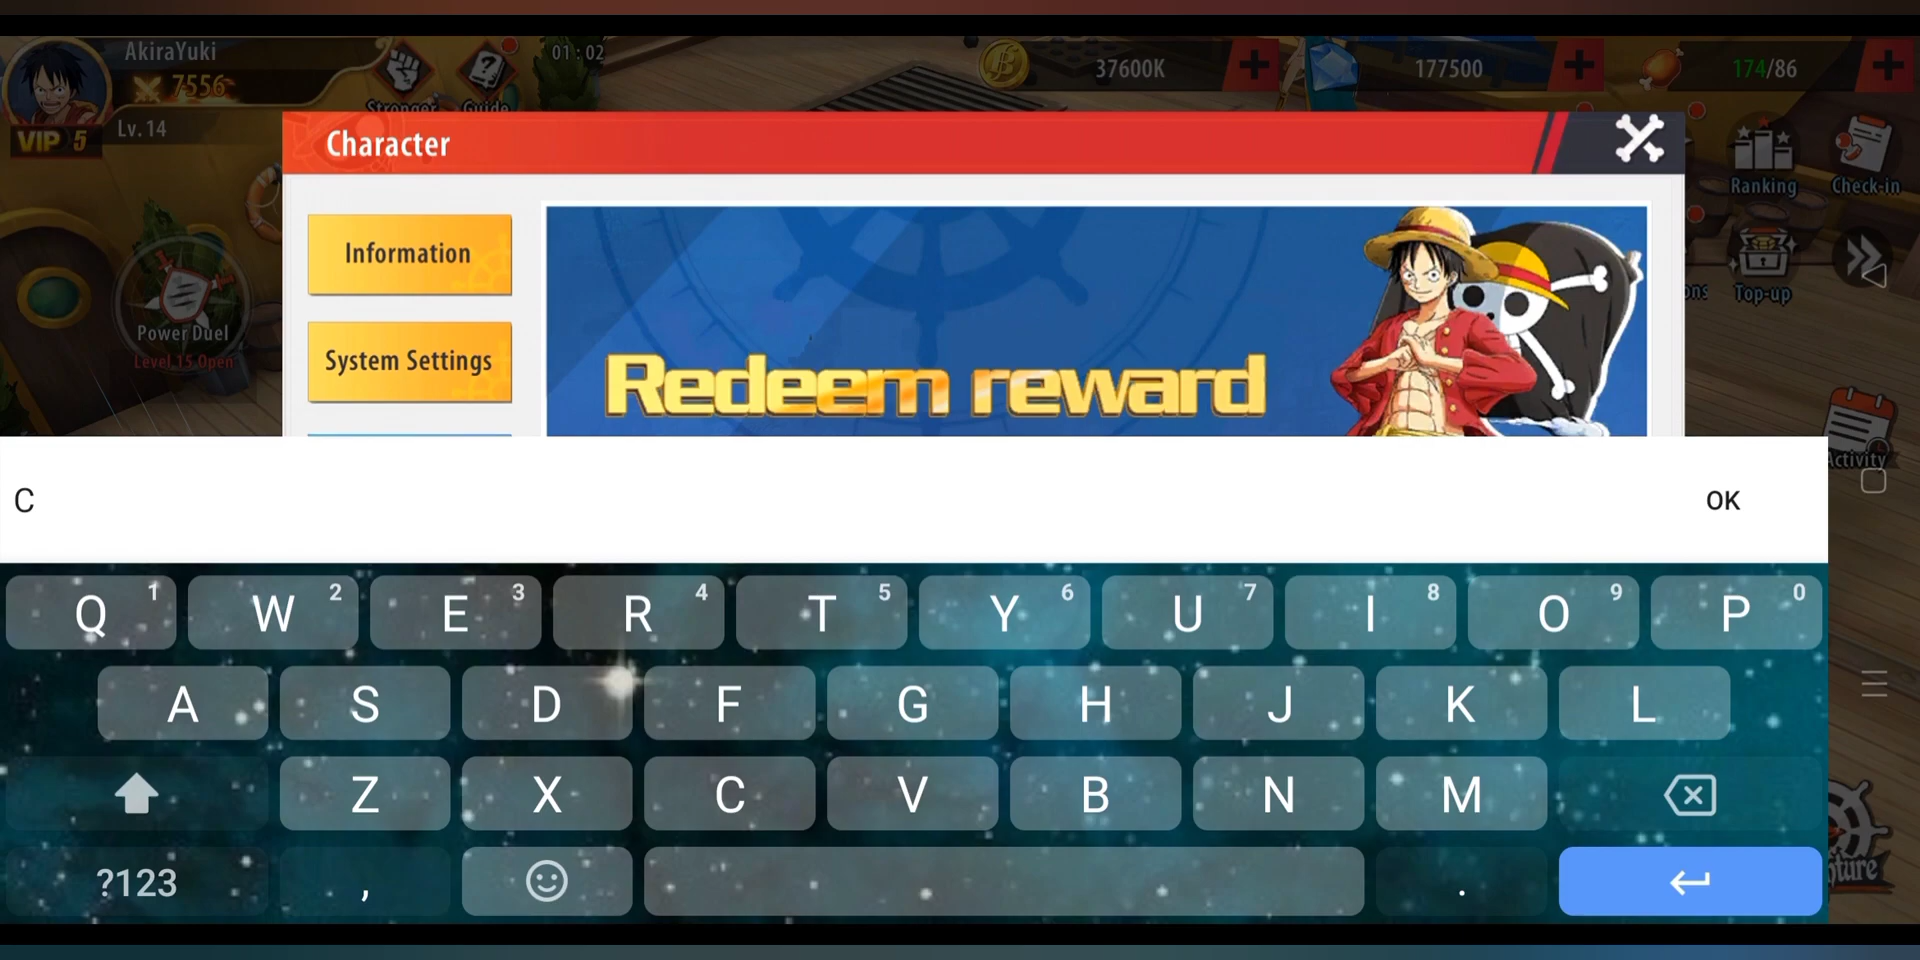 AkiraYuki
7556
VIP 5
Lv. 14
Stronger
Guide
01 : 02
37600K
177500
174/86
Character
Ranking
Check-in
Information
System Settings
Redeem reward
Top-up
Power Duel
Level 15 Open
Activity
C
OK
Q 1 W 2 E 3 R 4 T 5 Y 6 U 7 I 8 O 9 P 0
A S D F G H J K L
Z X C V B N M
?123 , .